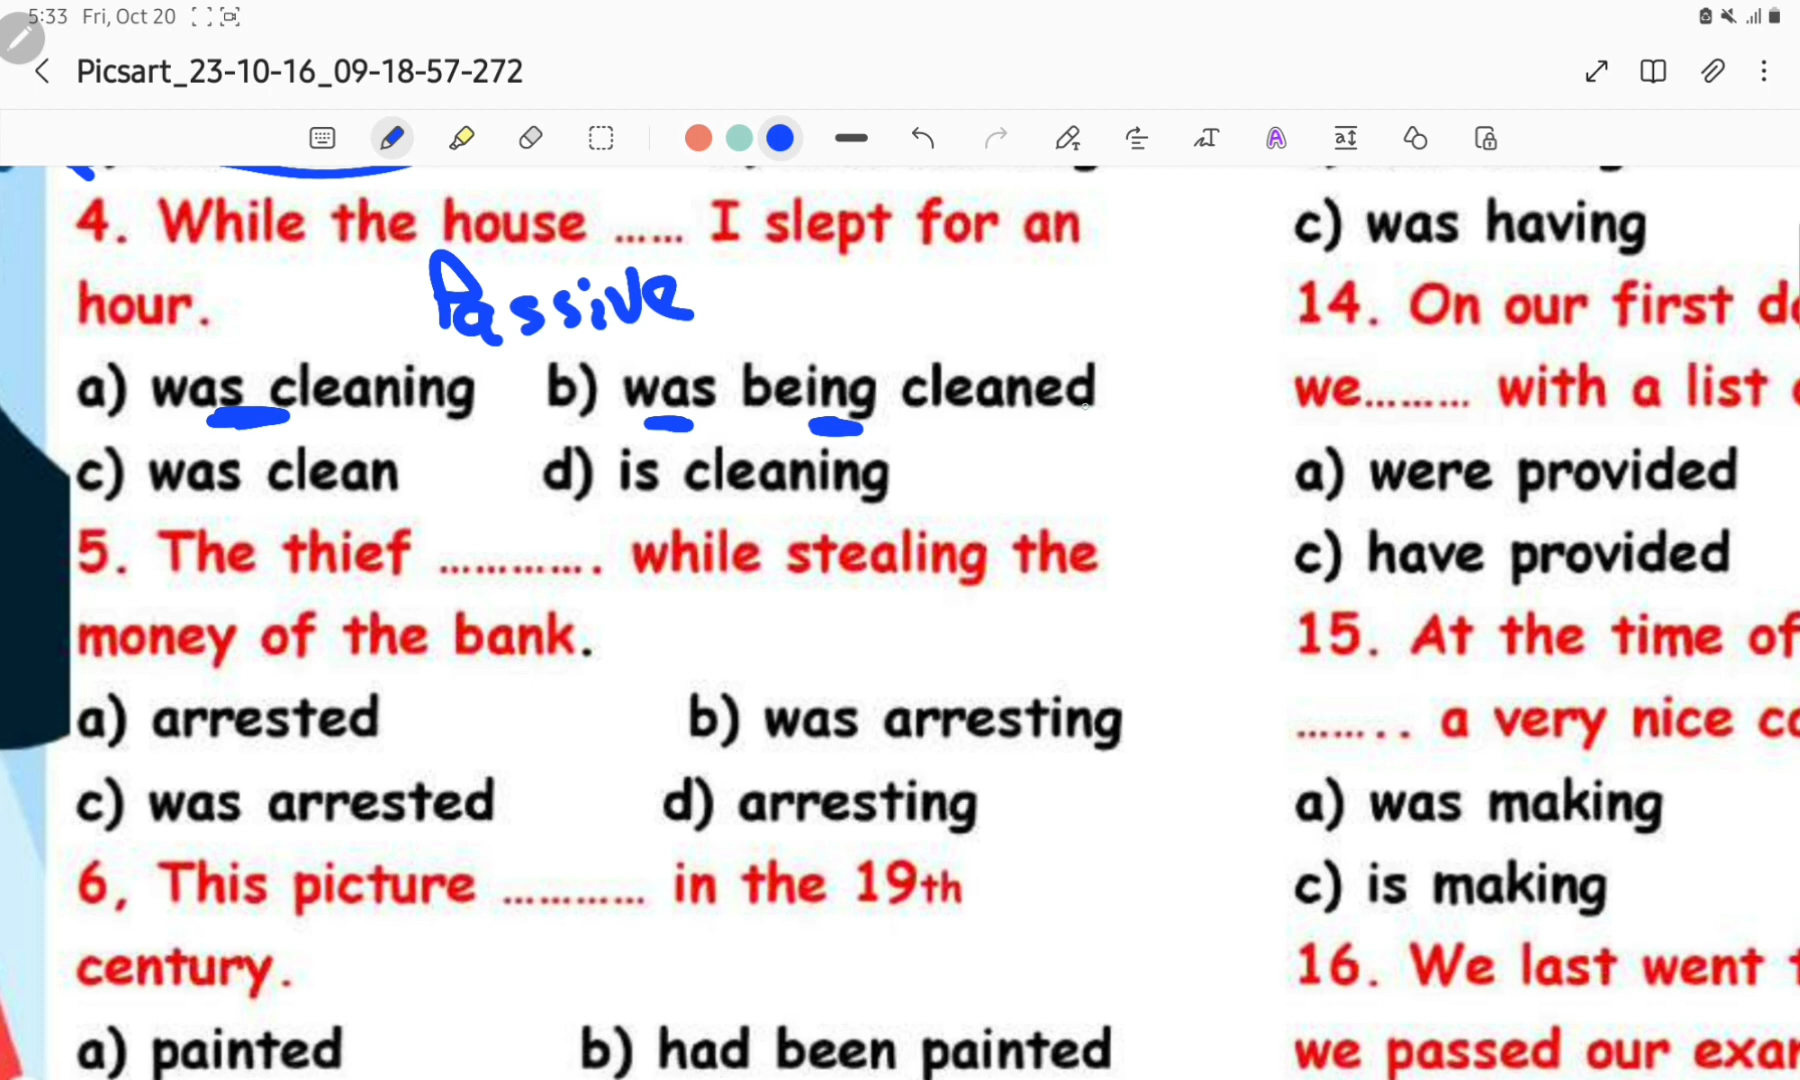 5:33 Fri, Oct 20
Picsart_23-10-16_09-18-57-272
4. While the house ...... I slept for an
hour.
Passive
a) was cleaning b) was being cleaned
c) was clean d) is cleaning
5. The thief ............. while stealing the
money of the bank.
a) arrested b) was arresting
c) was arrested d) arresting
6, This picture ............ in the 19th
century.
a) painted b) had been painted
c) was having
14. On our first
we......... with a list
a) were provided
c) have provided
15. At the time of
........ a very nice
a) was making
c) is making
16. We last went
we passed our